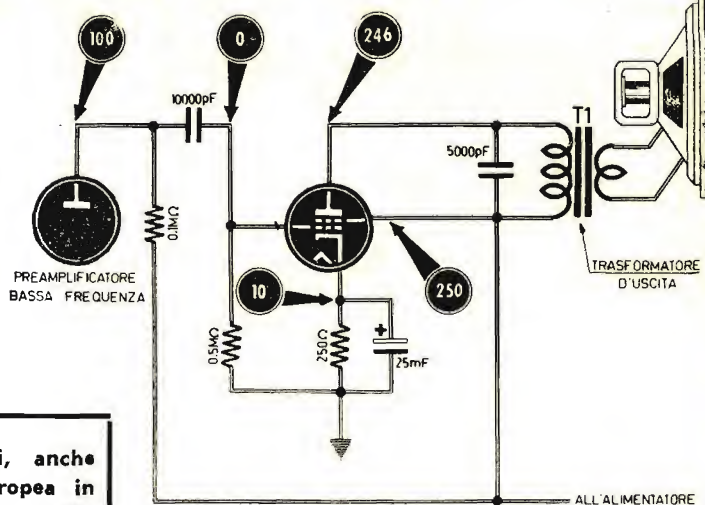 100
0
246
10000pF
T1
5000pF
0.1MΩ
PREAMPLIFICATORE
BASSA FREQUENZA
TRASFORMATORE
D'USCITA
10
250
0.5MΩ
250Ω
+
25mF
i, anche
ropea in
ALL'ALIMENTATORE